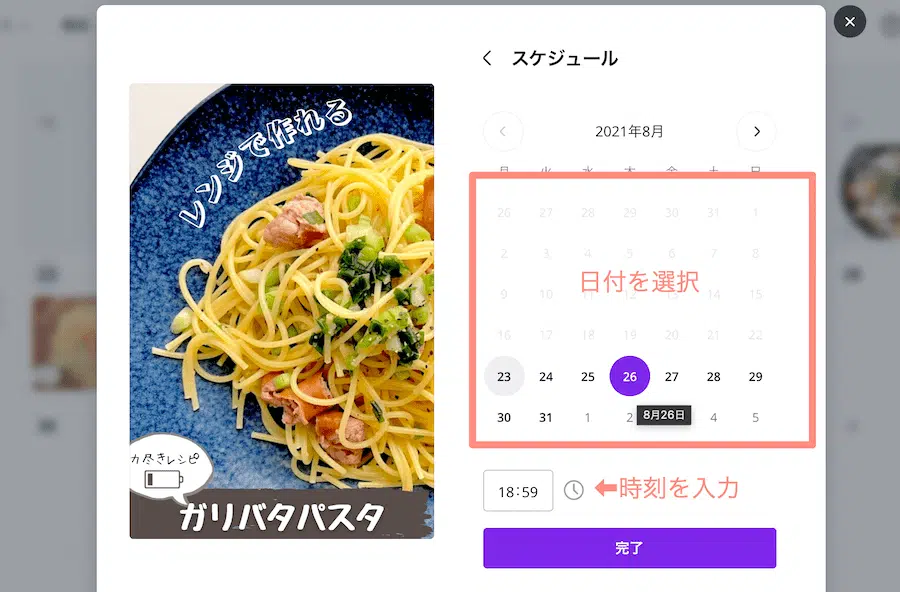 レンジで作れる
力尽きレシピ
ガリバタパスタ
スケジュール
2021年8月
月 火 水 木 金 土 日
26 27 28 29 30 31 1
2 3 4 5 6 7 8
日付を選択
9 10 11 12 13 14 15
16 17 18 19 20 21 22
23 24 25 26 27 28 29
8月26日
30 31 1 2 4 5
18:59
時刻を入力
完了